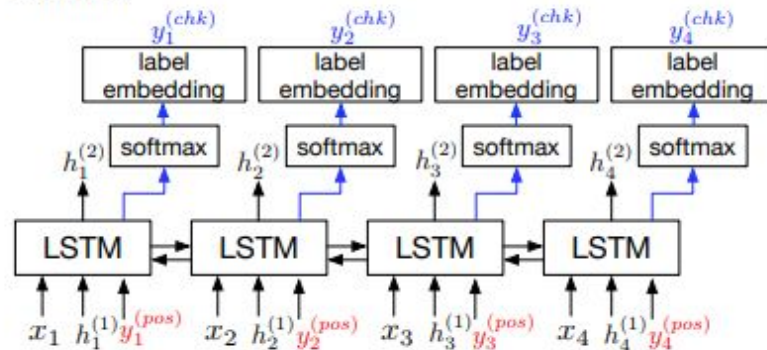 y_1^{(chk)} y_2^{(chk)} y_3^{(chk)} y_4^{(chk)}
label embedding label embedding label embedding label embedding
softmax softmax softmax softmax
h_1^{(2)} h_2^{(2)} h_3^{(2)} h_4^{(2)}
LSTM LSTM LSTM LSTM
x_1 h_1^{(1)} y_1^{(pos)} x_2 h_2^{(1)} y_2^{(pos)} x_3 h_3^{(1)} y_3^{(pos)} x_4 h_4^{(1)} y_4^{(pos)}